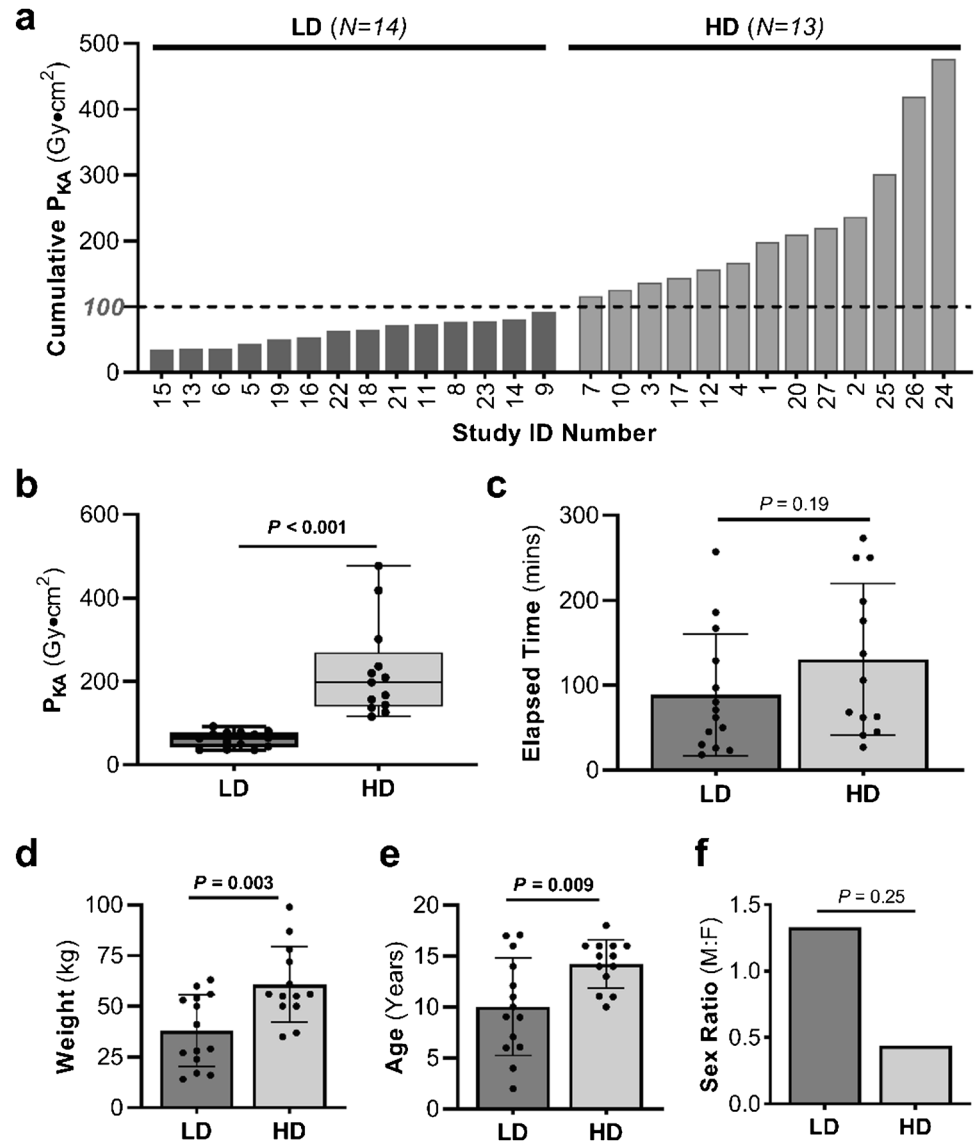 a
LD (N=14)
HD (N=13)
Cumulative PKA (Gy•cm2)
500
400
300
200
100
0
15 13 6 5 19 16 22 18 21 11 8 23 14 9 7 10 3 17 12 4 1 20 27 2 25 26 24
Study ID Number
b
PKA (Gy•cm2)
600
400
200
0
P < 0.001
LD HD
c
Elapsed Time (mins)
300
200
100
0
P = 0.19
LD HD
d
Weight (kg)
100
75
50
25
0
P = 0.003
LD HD
e
Age (Years)
20
15
10
5
0
P = 0.009
LD HD
f
Sex Ratio (M:F)
1.5
1.0
0.5
0.0
P = 0.25
LD HD